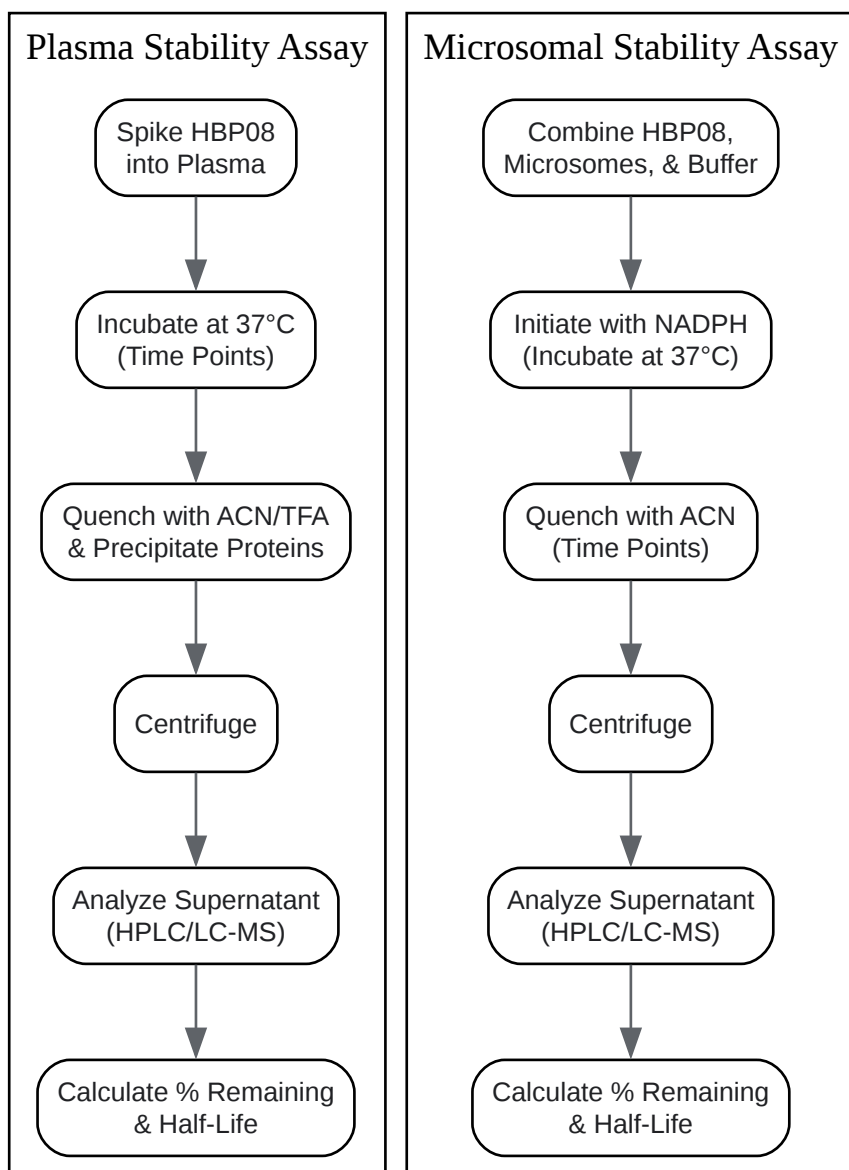 Plasma Stability Assay
Spike HBP08
into Plasma
Incubate at 37°C
(Time Points)
Quench with ACN/TFA
& Precipitate Proteins
Centrifuge
Analyze Supernatant
(HPLC/LC-MS)
Calculate % Remaining
& Half-Life
Microsomal Stability Assay
Combine HBP08,
Microsomes, & Buffer
Initiate with NADPH
(Incubate at 37°C)
Quench with ACN
(Time Points)
Centrifuge
Analyze Supernatant
(HPLC/LC-MS)
Calculate % Remaining
& Half-Life